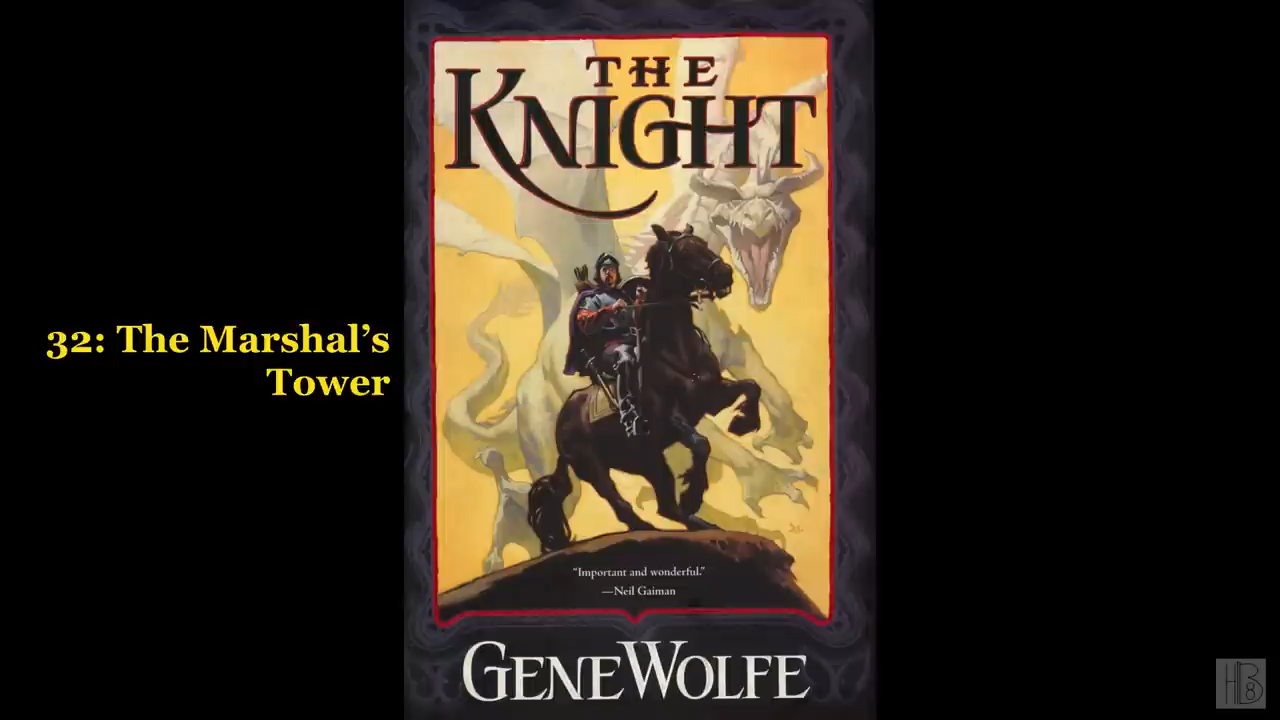 32: The Marshal’s
Tower
THE
KNIGHT
“Important and wonderful.”
—Neil Gaiman
GENE WOLFE